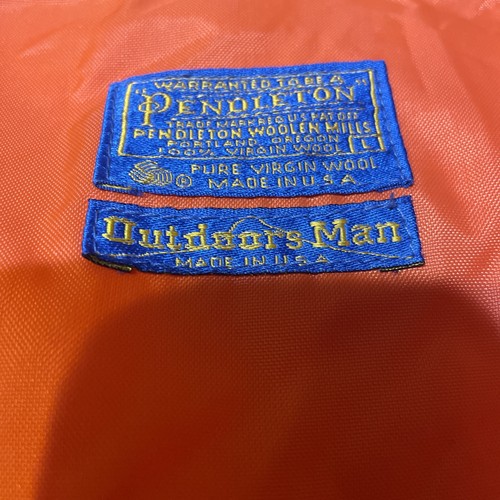 WARRANTED TO BE A
"PENDLETON"
TRADE MARK REG US PAT OFF
PENDLETON WOOLEN MILLS
PORTLAND, OREGON
100% VIRGIN WOOL L
® PURE VIRGIN WOOL
MADE IN U.S.A
Outdoors Man
MADE IN U.S.A